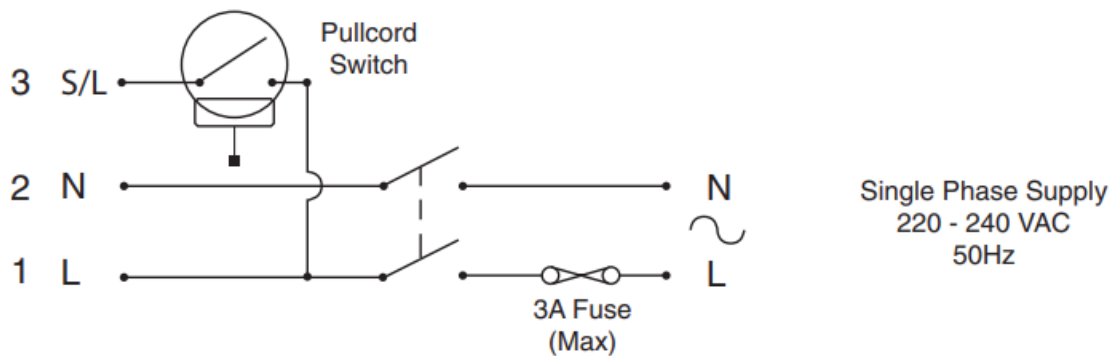 Pullcord
Switch
3 S/L
2 N
N
1 L
L
3A Fuse
(Max)
Single Phase Supply
220 - 240 VAC
50Hz